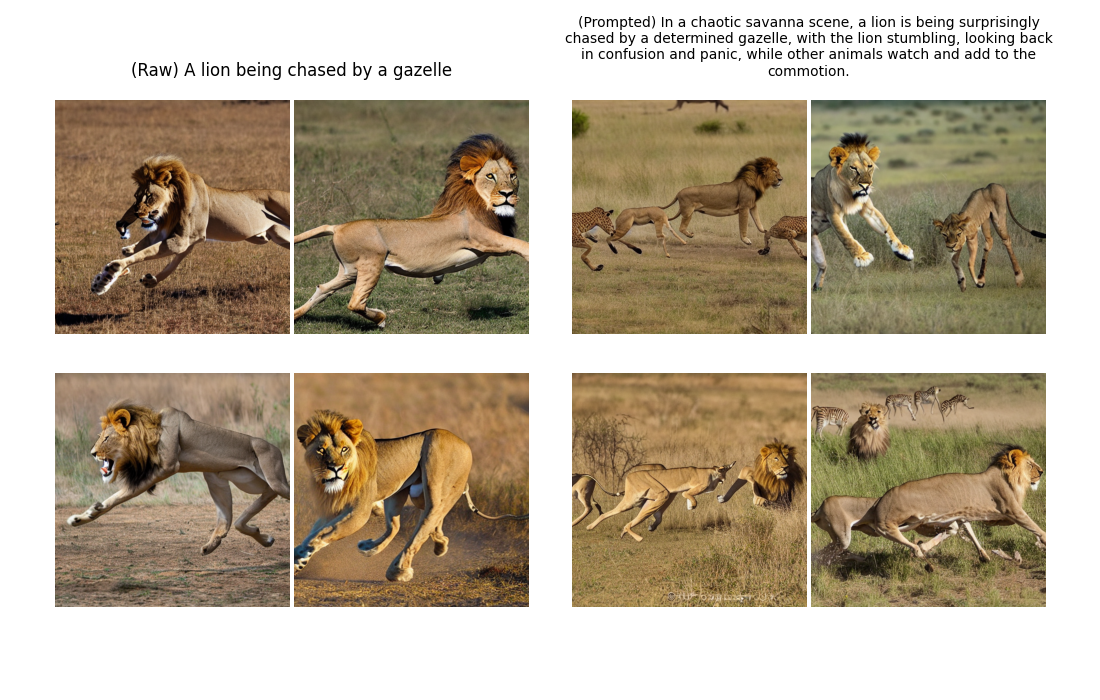 (Raw) A lion being chased by a gazelle
(Prompted) In a chaotic savanna scene, a lion is being surprisingly
chased by a determined gazelle, with the lion stumbling, looking back
in confusion and panic, while other animals watch and add to the
commotion.